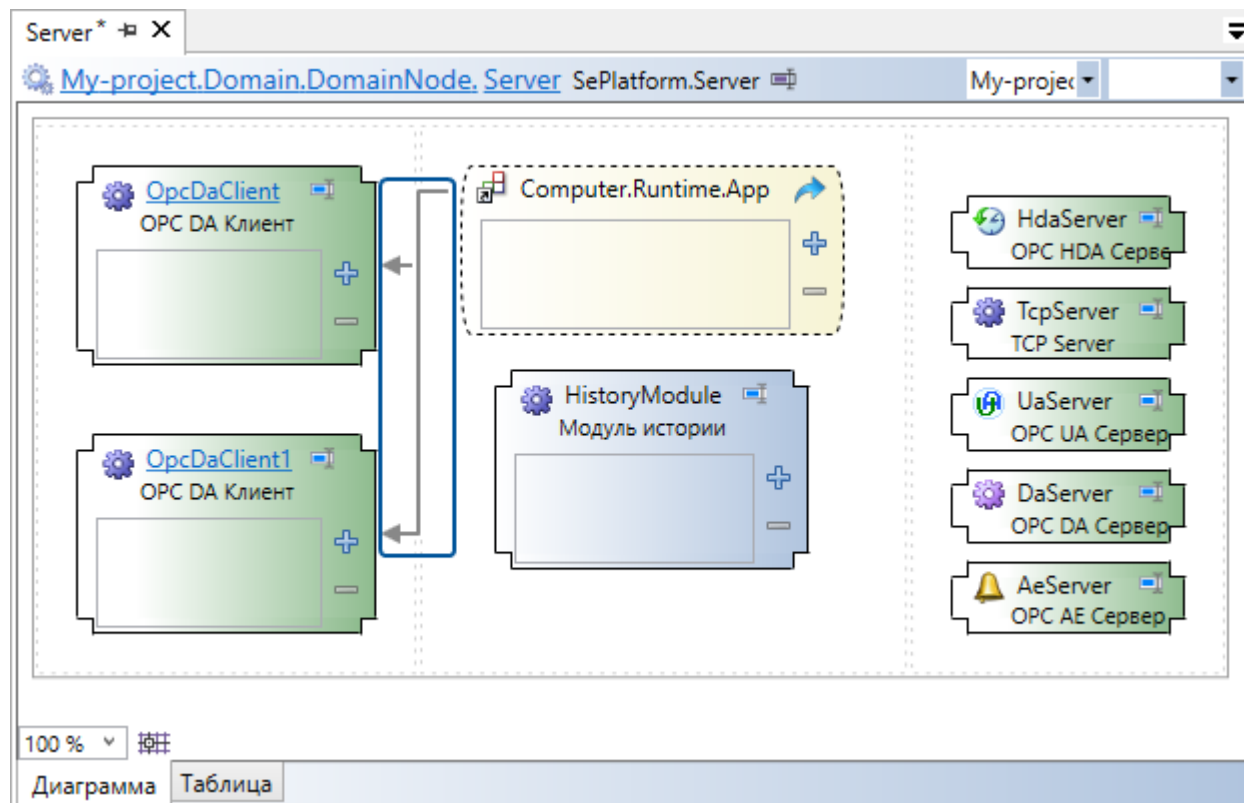 Server*
My-project.Domain.DomainNode. Server SePlatform.Server My-projec
OpcDaClient
OPC DA Клиент
OpcDaClient1
OPC DA Клиент
Computer.Runtime.App
HistoryModule
Модуль истории
HdaServer
OPC HDA Серве
TcpServer
TCP Server
UaServer
OPC UA Сервер
DaServer
OPC DA Сервер
AeServer
OPC AE Сервер
100 %
Диаграмма Таблица